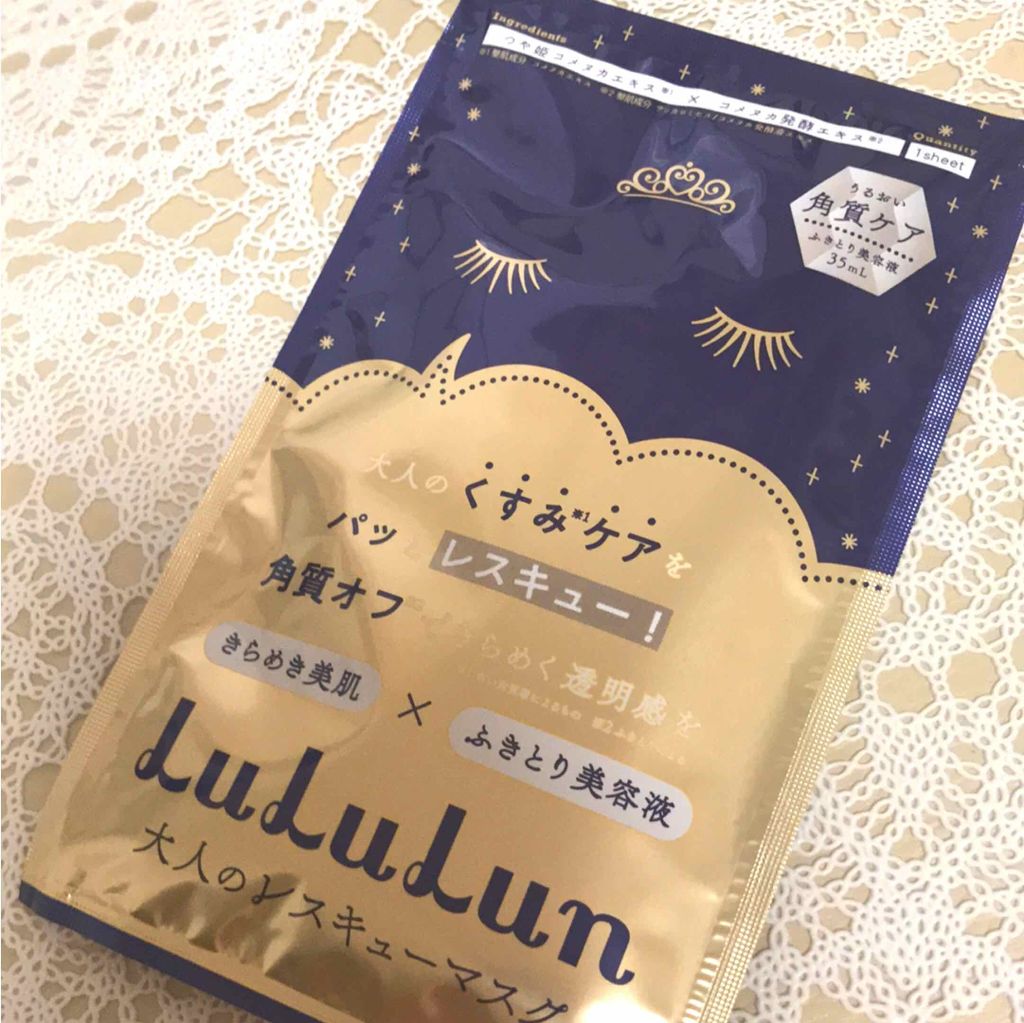 Ingredients
つや姫コメヌカエキス※1 × コメヌカ発酵エキス※2
Quantity
1sheet
うるおい
角質ケア
ふきとり美容液
35mL
大人のくすみ※1ケアを
パッ レスキュー!
角質オフ きらめく透明感を
きらめき美肌 × ふきとり美容液
LuLuLun
大人のレスキューマスク